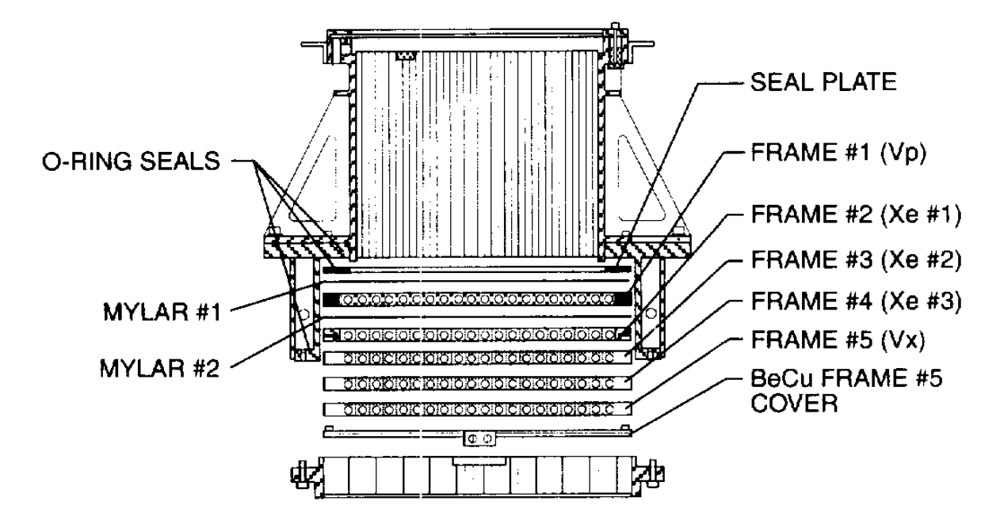 SEAL PLATE
FRAME #1 (Vp)
O-RING SEALS
FRAME #2 (Xe #1)
FRAME #3 (Xe #2)
MYLAR #1
FRAME #4 (Xe #3)
FRAME #5 (Vx)
MYLAR #2
BeCu FRAME #5
COVER